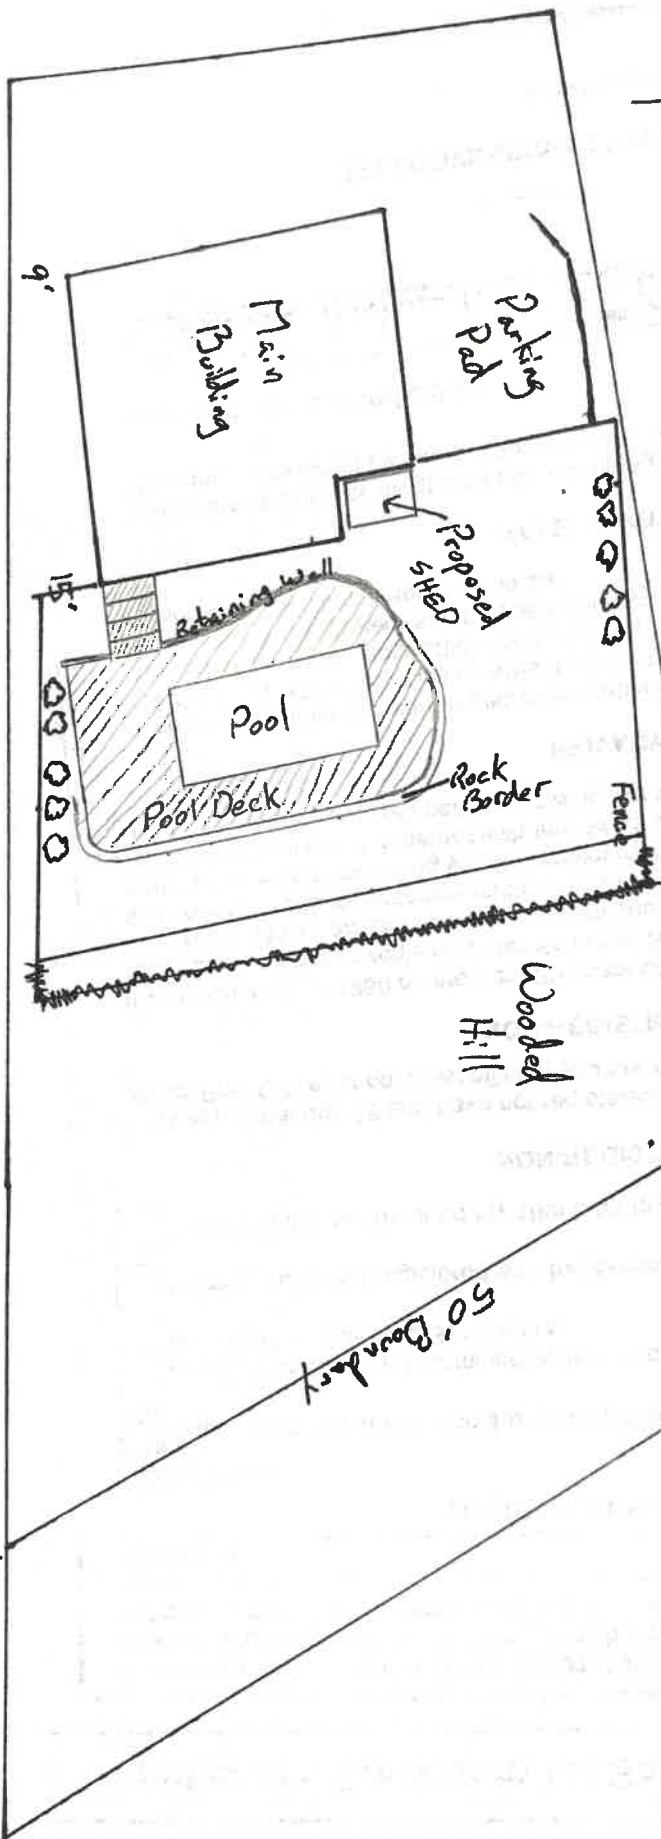 Parking
Pad
9'
Main
Building
Proposed
SHED
15'
Retaining Wall
Pool
Pool Deck
Rock
Border
Fence
Wooded
Hill
50' Boundary